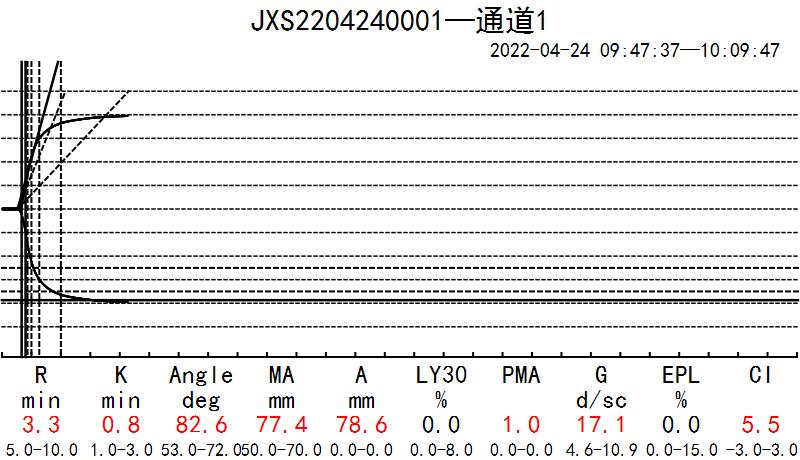 JXS2204240001—通道1
2022-04-24 09:47:37—10:09:47
R K Angle MA A LY30 PMA G EPL CI
min min deg mm mm % d/sc %
3.3 0.8 82.6 77.4 78.6 0.0 1.0 17.1 0.0 5.5
5.0-10.0 1.0-3.0 53.0-72.0 50.0-70.0 0.0-0.0 0.0-8.0 0.0-0.0 4.6-10.9 0.0-15.0 -3.0-3.0